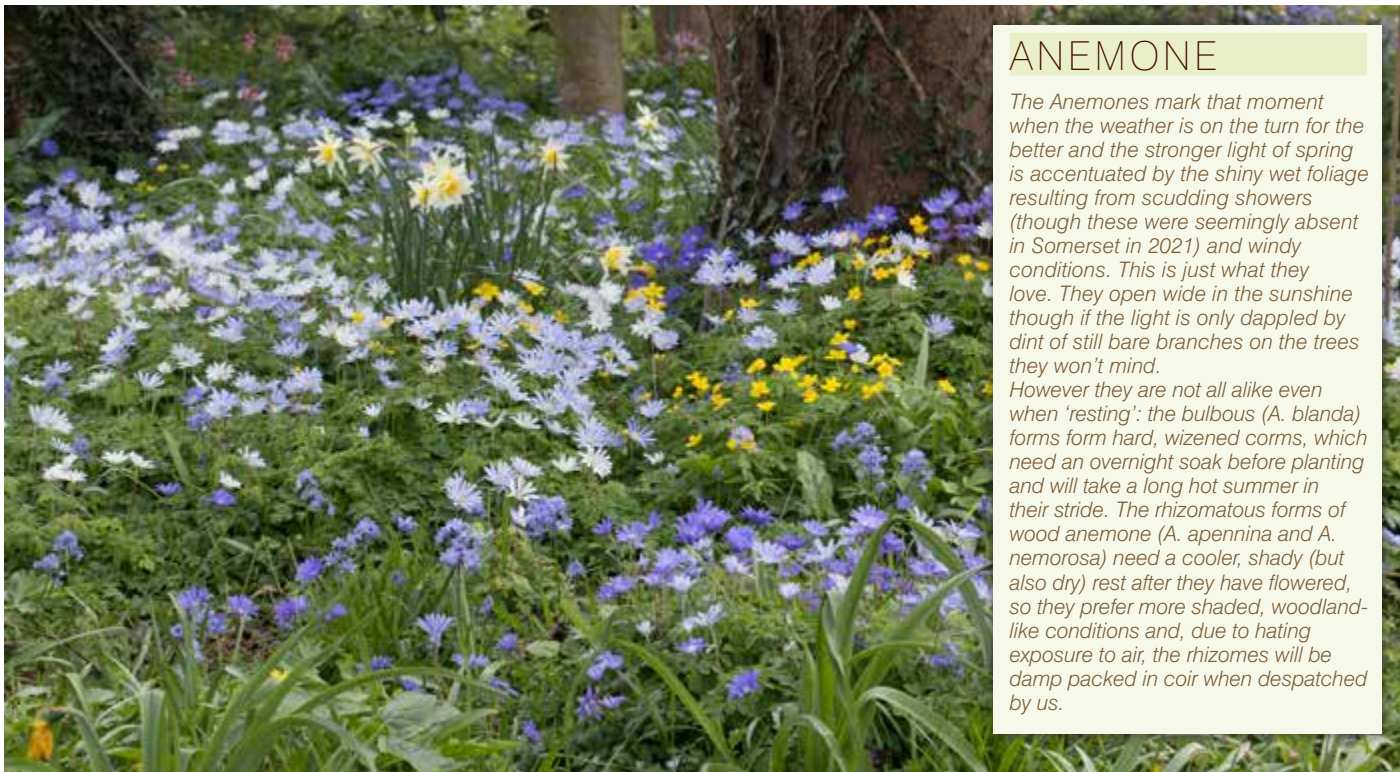 ANEMONE
The Anemones mark that moment
when the weather is on the turn for the
better and the stronger light of spring
is accentuated by the shiny wet foliage
resulting from scudding showers
(though these were seemingly absent
in Somerset in 2021) and windy
conditions. This is just what they
love. They open wide in the sunshine
though if the light is only dappled by
dint of still bare branches on the trees
they won’t mind.
However they are not all alike even
when ‘resting’: the bulbous (A. blanda)
forms form hard, wizened corms, which
need an overnight soak before planting
and will take a long hot summer in
their stride. The rhizomatous forms of
wood anemone (A. apennina and A.
nemorosa) need a cooler, shady (but
also dry) rest after they have flowered,
so they prefer more shaded, woodland-
like conditions and, due to hating
exposure to air, the rhizomes will be
damp packed in coir when despatched
by us.